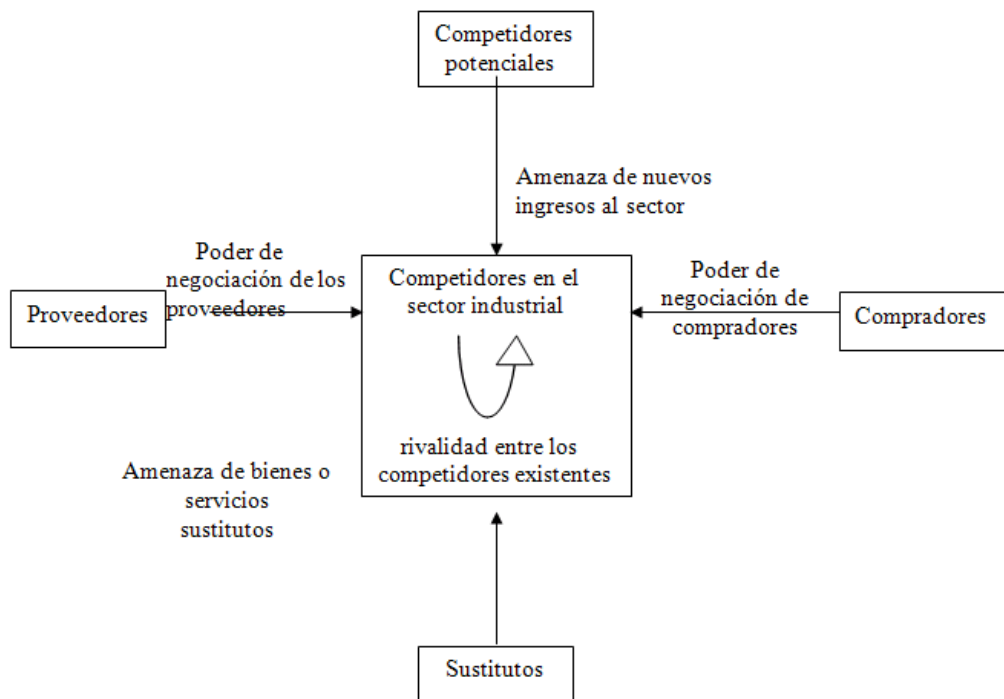 Competidores
potenciales
Amenaza de nuevos
ingresos al sector
Poder de
negociación de los
proveedores
Proveedores
Competidores en el
sector industrial
rivalidad entre los
competidores existentes
Poder de
negociación de
compradores
Compradores
Amenaza de bienes o
servicios
sustitutos
Sustitutos